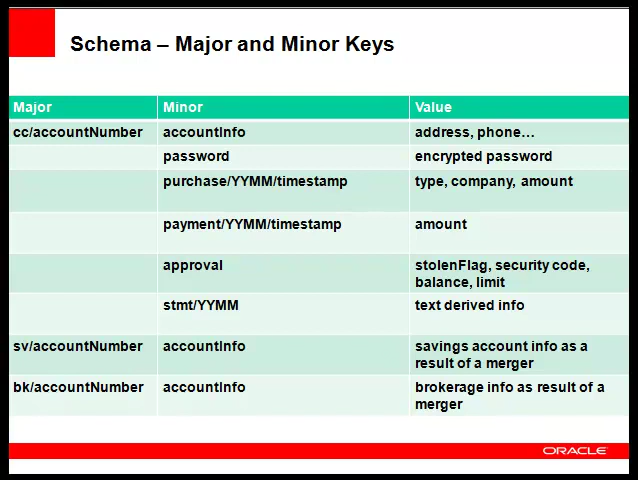 Schema – Major and Minor Keys
Major Minor Value
cc/accountNumber accountInfo address, phone…
password encrypted password
purchase/YYMM/timestamp type, company, amount
payment/YYMM/timestamp amount
approval stolenFlag, security code,
balance, limit
stmt/YYMM text derived info
sv/accountNumber accountInfo savings account info as a
result of a merger
bk/accountNumber accountInfo brokerage info as result of a
merger
ORACLE